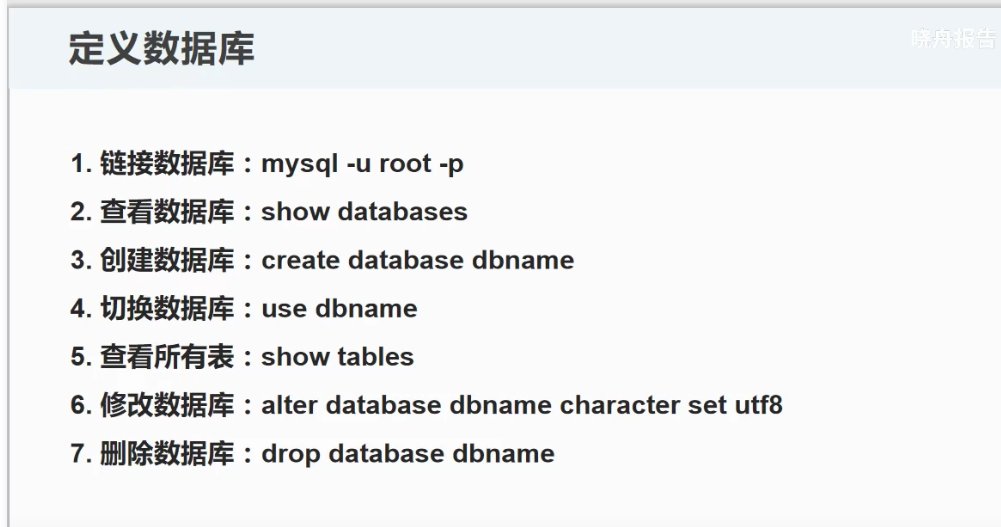 定义数据库
晓舟报告
1. 链接数据库：mysql -u root -p
2. 查看数据库：show databases
3. 创建数据库：create database dbname
4. 切换数据库：use dbname
5. 查看所有表：show tables
6. 修改数据库：alter database dbname character set utf8
7. 删除数据库：drop database dbname